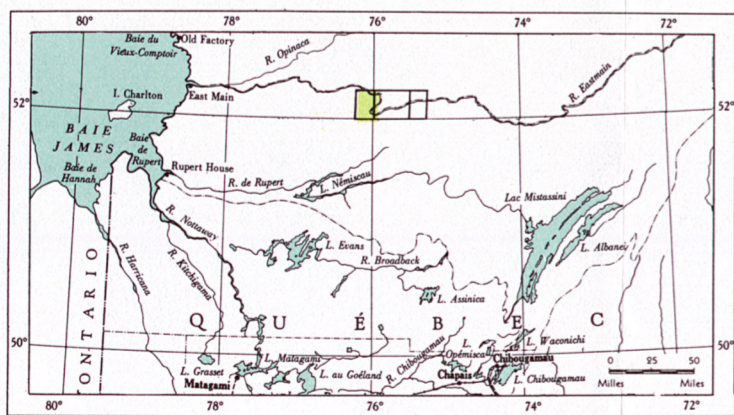 80°
78°
76°
74°
72°
Baie du
Vieux-Comptoir
Old Factory
R. Opinaca
52°
I. Charlton
East Main
R. Eastmain
52°
BAIE
JAMES
Baie
de
Rupert
Baie de
Hannah
Rupert House
R. de Rupert
L. Némiscau
Lac Mistassini
R. Nottaway
L. Evans
R. Broadback
L. Albanel
R. Harricana
R. Kitchigama
L. Assinica
ONTARIO
QUÉBEC
50°
50°
L. Waconichi
L.
Opémisca
Chibougamau
L. Grasset
Matagami
L. Matagami
L. au Goéland
R. Chibougamau
Chapais
L. Chibougamau
0 25 50
Milles Milles
80°
78°
76°
74°
72°